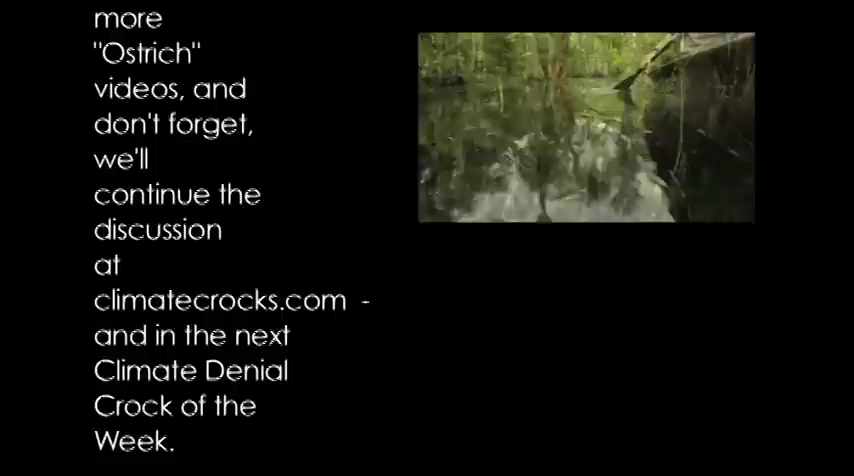 more
"Ostrich"
videos, and
don't forget,
we'll
continue the
discussion
at
climatecrocks.com -
and in the next
Climate Denial
Crock of the
Week.